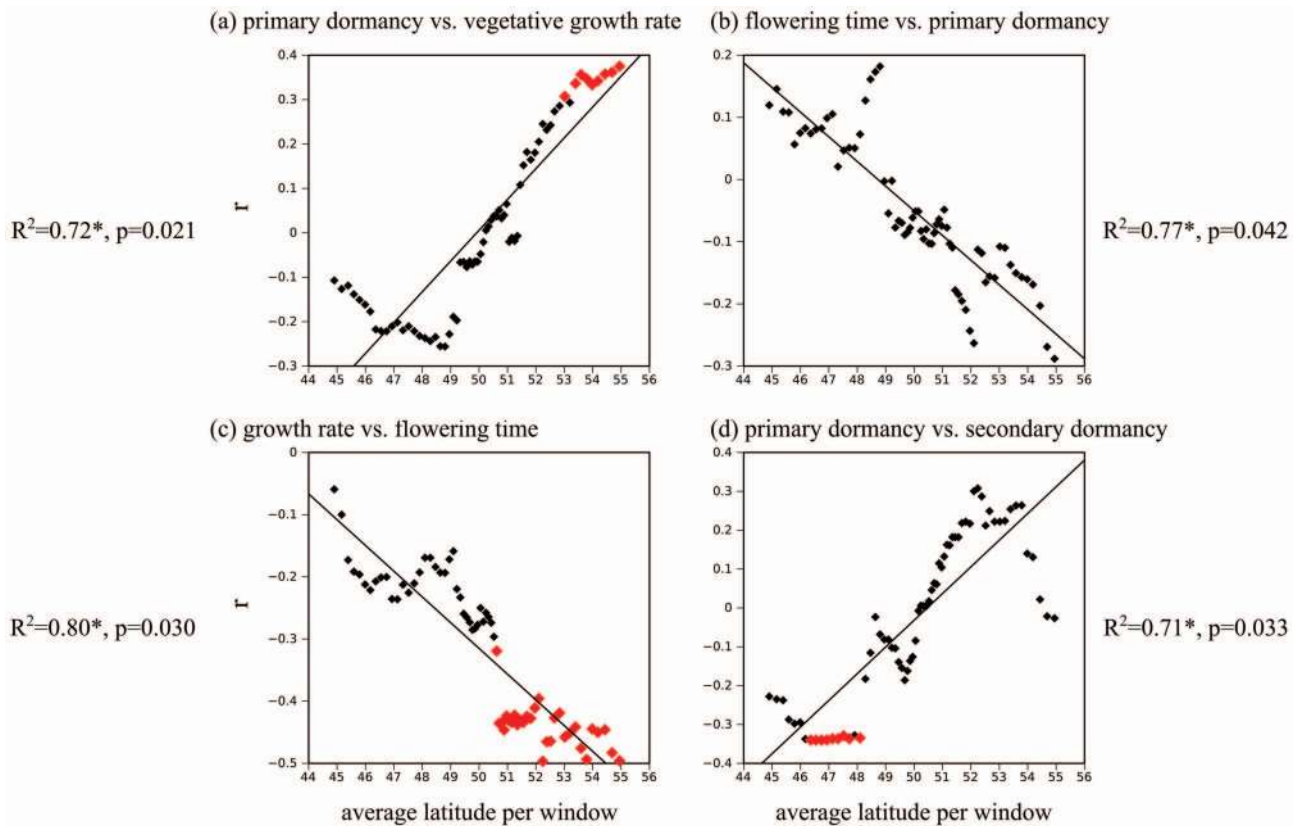 (a) primary dormancy vs. vegetative growth rate
(b) flowering time vs. primary dormancy
0.4
0.3
0.2
0.1
0
−0.1
−0.2
−0.3
r
44 45 46 47 48 49 50 51 52 53 54 55 56
R²=0.72*, p=0.021
0.2
0.1
0
−0.1
−0.2
−0.3
44 45 46 47 48 49 50 51 52 53 54 55 56
R²=0.77*, p=0.042
(c) growth rate vs. flowering time
(d) primary dormancy vs. secondary dormancy
0
−0.1
−0.2
−0.3
−0.4
−0.5
r
44 45 46 47 48 49 50 51 52 53 54 55 56
average latitude per window
R²=0.80*, p=0.030
0.4
0.3
0.2
0.1
0
−0.1
−0.2
−0.3
−0.4
44 45 46 47 48 49 50 51 52 53 54 55 56
average latitude per window
R²=0.71*, p=0.033